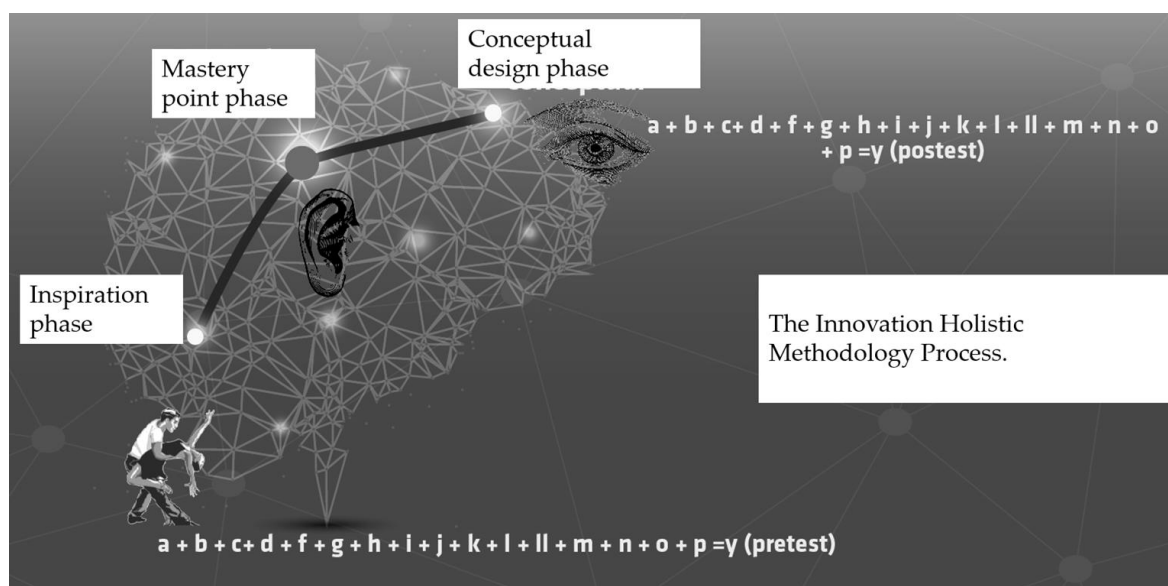 Conceptual
design phase
Mastery
point phase
a + b + c+ d + f + g + h + i + j + k + l + ll + m + n + o
+ p =y (postest)
Inspiration
phase
The Innovation Holistic
Methodology Process.
a + b + c+ d + f + g + h + i + j + k + l + ll + m + n + o + p =y (pretest)